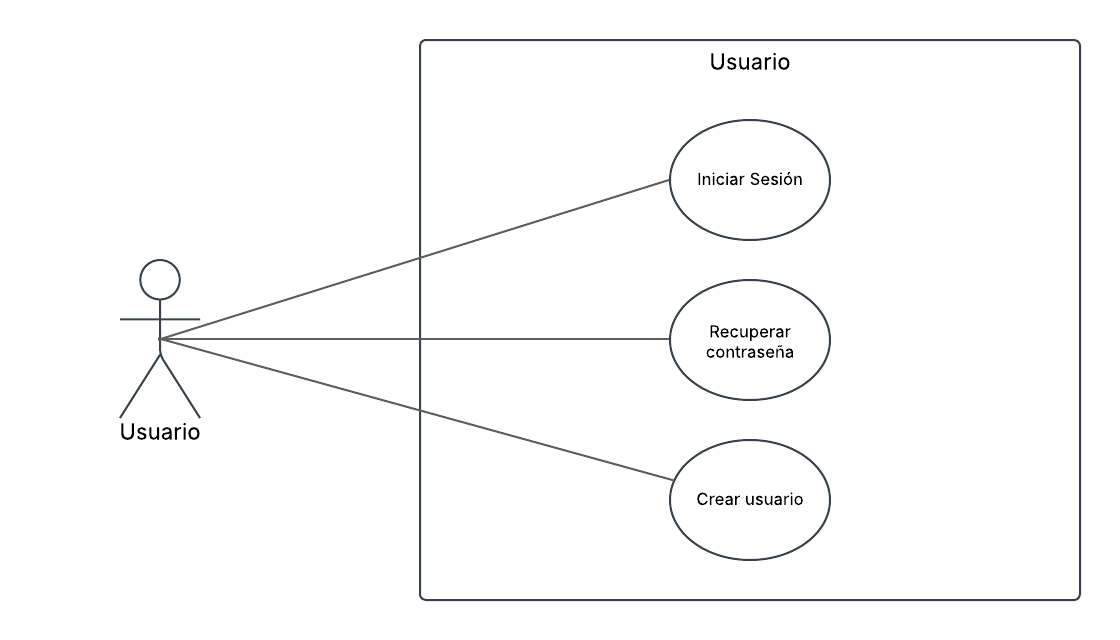 Usuario
Iniciar Sesión
Recuperar
contraseña
Usuario
Crear usuario